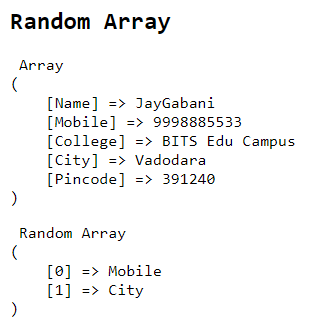 Random Array
Array
(
[Name] => JayGabani
[Mobile] => 9998885533
[College] => BITS Edu Campus
[City] => Vadodara
[Pincode] => 391240
)
Random Array
(
[0] => Mobile
[1] => City
)